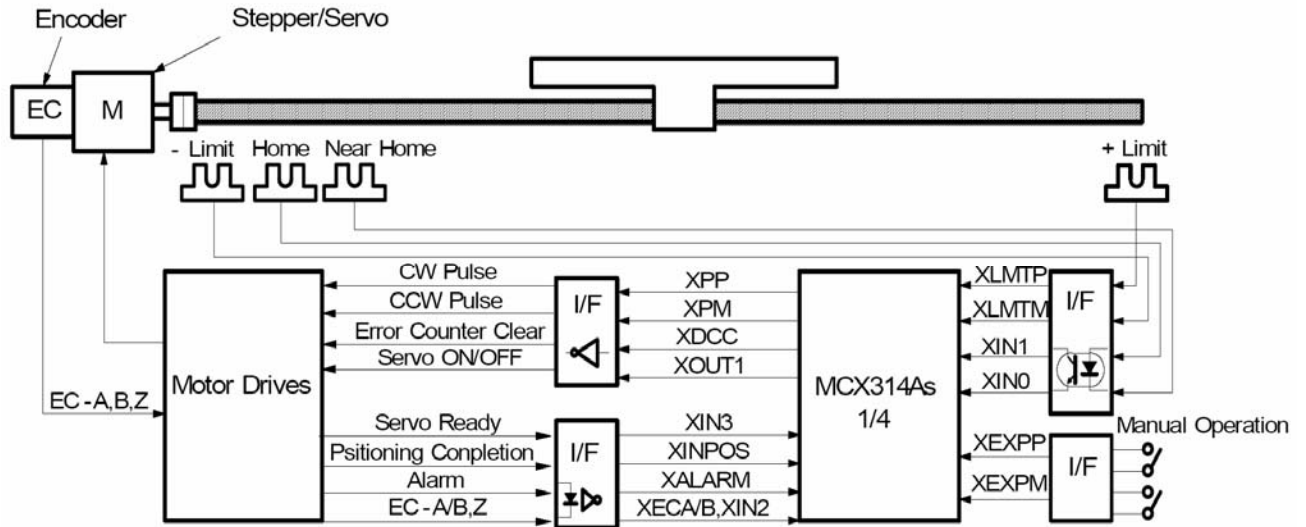 Encoder
Stepper/Servo
EC
M
- Limit
Home
Near Home
+ Limit
CW Pulse
CCW Pulse
Error Counter Clear
Servo ON/OFF
I/F
XPP
XPM
XDCC
XOUT1
XLMTP
XLMTM
XIN1
XIN0
I/F
Motor Drives
MCX314As
1/4
EC -A,B,Z
Servo Ready
Psitioning Conpletion
Alarm
EC -A/B,Z
I/F
XIN3
XINPOS
XALARM
XECA/B,XIN2
XEXPP
XEXPM
I/F
Manual Operation